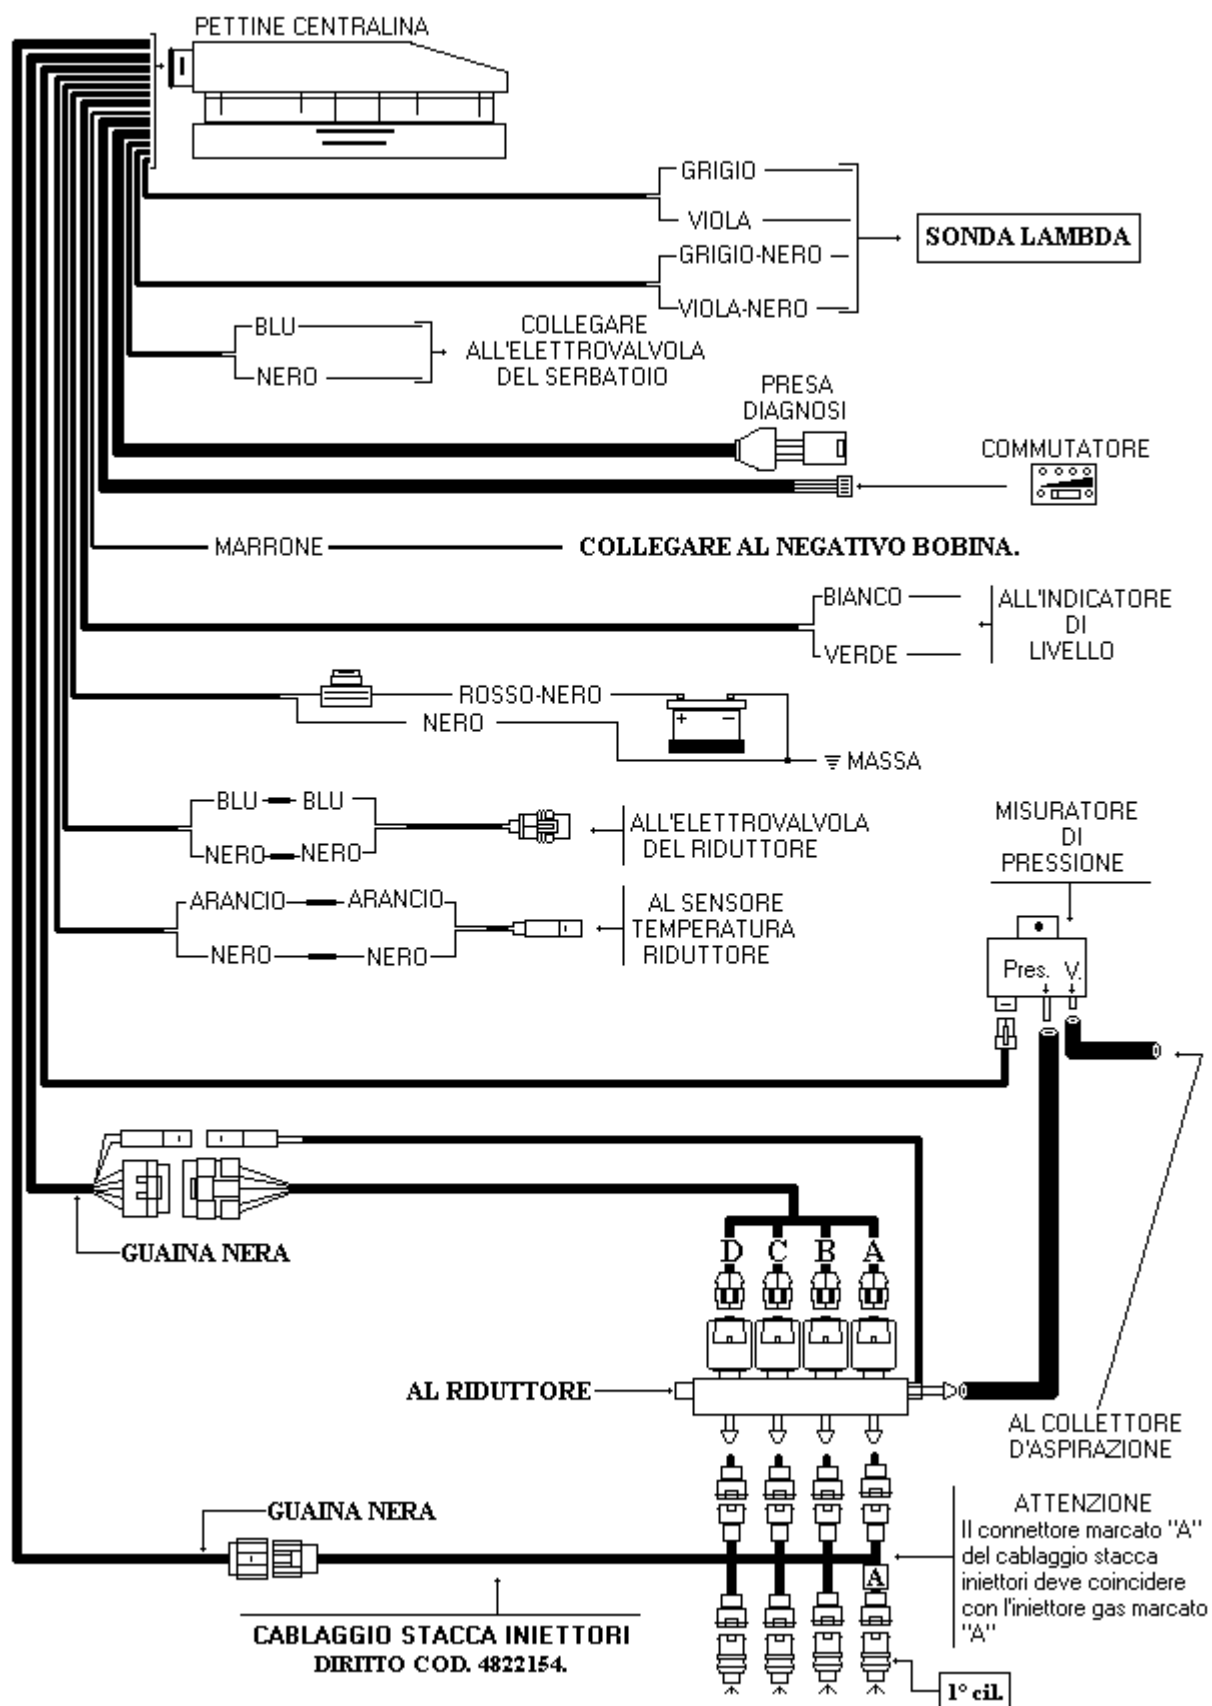 PETTINE CENTRALINA
GRIGIO
VIOLA
SONDA LAMBDA
GRIGIO-NERO
VIOLA-NERO
BLU
NERO
COLLEGARE
ALL'ELETTROVALVOLA
DEL SERBATOIO
PRESA
DIAGNOSI
COMMUTATORE
MARRONE
COLLEGARE AL NEGATIVO BOBINA.
BIANCO
VERDE
ALL'INDICATORE
DI
LIVELLO
ROSSO-NERO
NERO
+ −
MASSA
BLU BLU
NERO NERO
ALL'ELETTROVALVOLA
DEL RIDUTTORE
MISURATORE
DI
PRESSIONE
ARANCIO ARANCIO
NERO NERO
AL SENSORE
TEMPERATURA
RIDUTTORE
Pres. V.
GUAINA NERA
D C B A
AL RIDUTTORE
AL COLLETTORE
D'ASPIRAZIONE
GUAINA NERA
ATTENZIONE
Il connettore marcato "A"
del cablaggio stacca
iniettori deve coincidere
con l'iniettore gas marcato
"A"
A
CABLAGGIO STACCA INIETTORI
DIRITTO COD. 4822154.
1° cil.